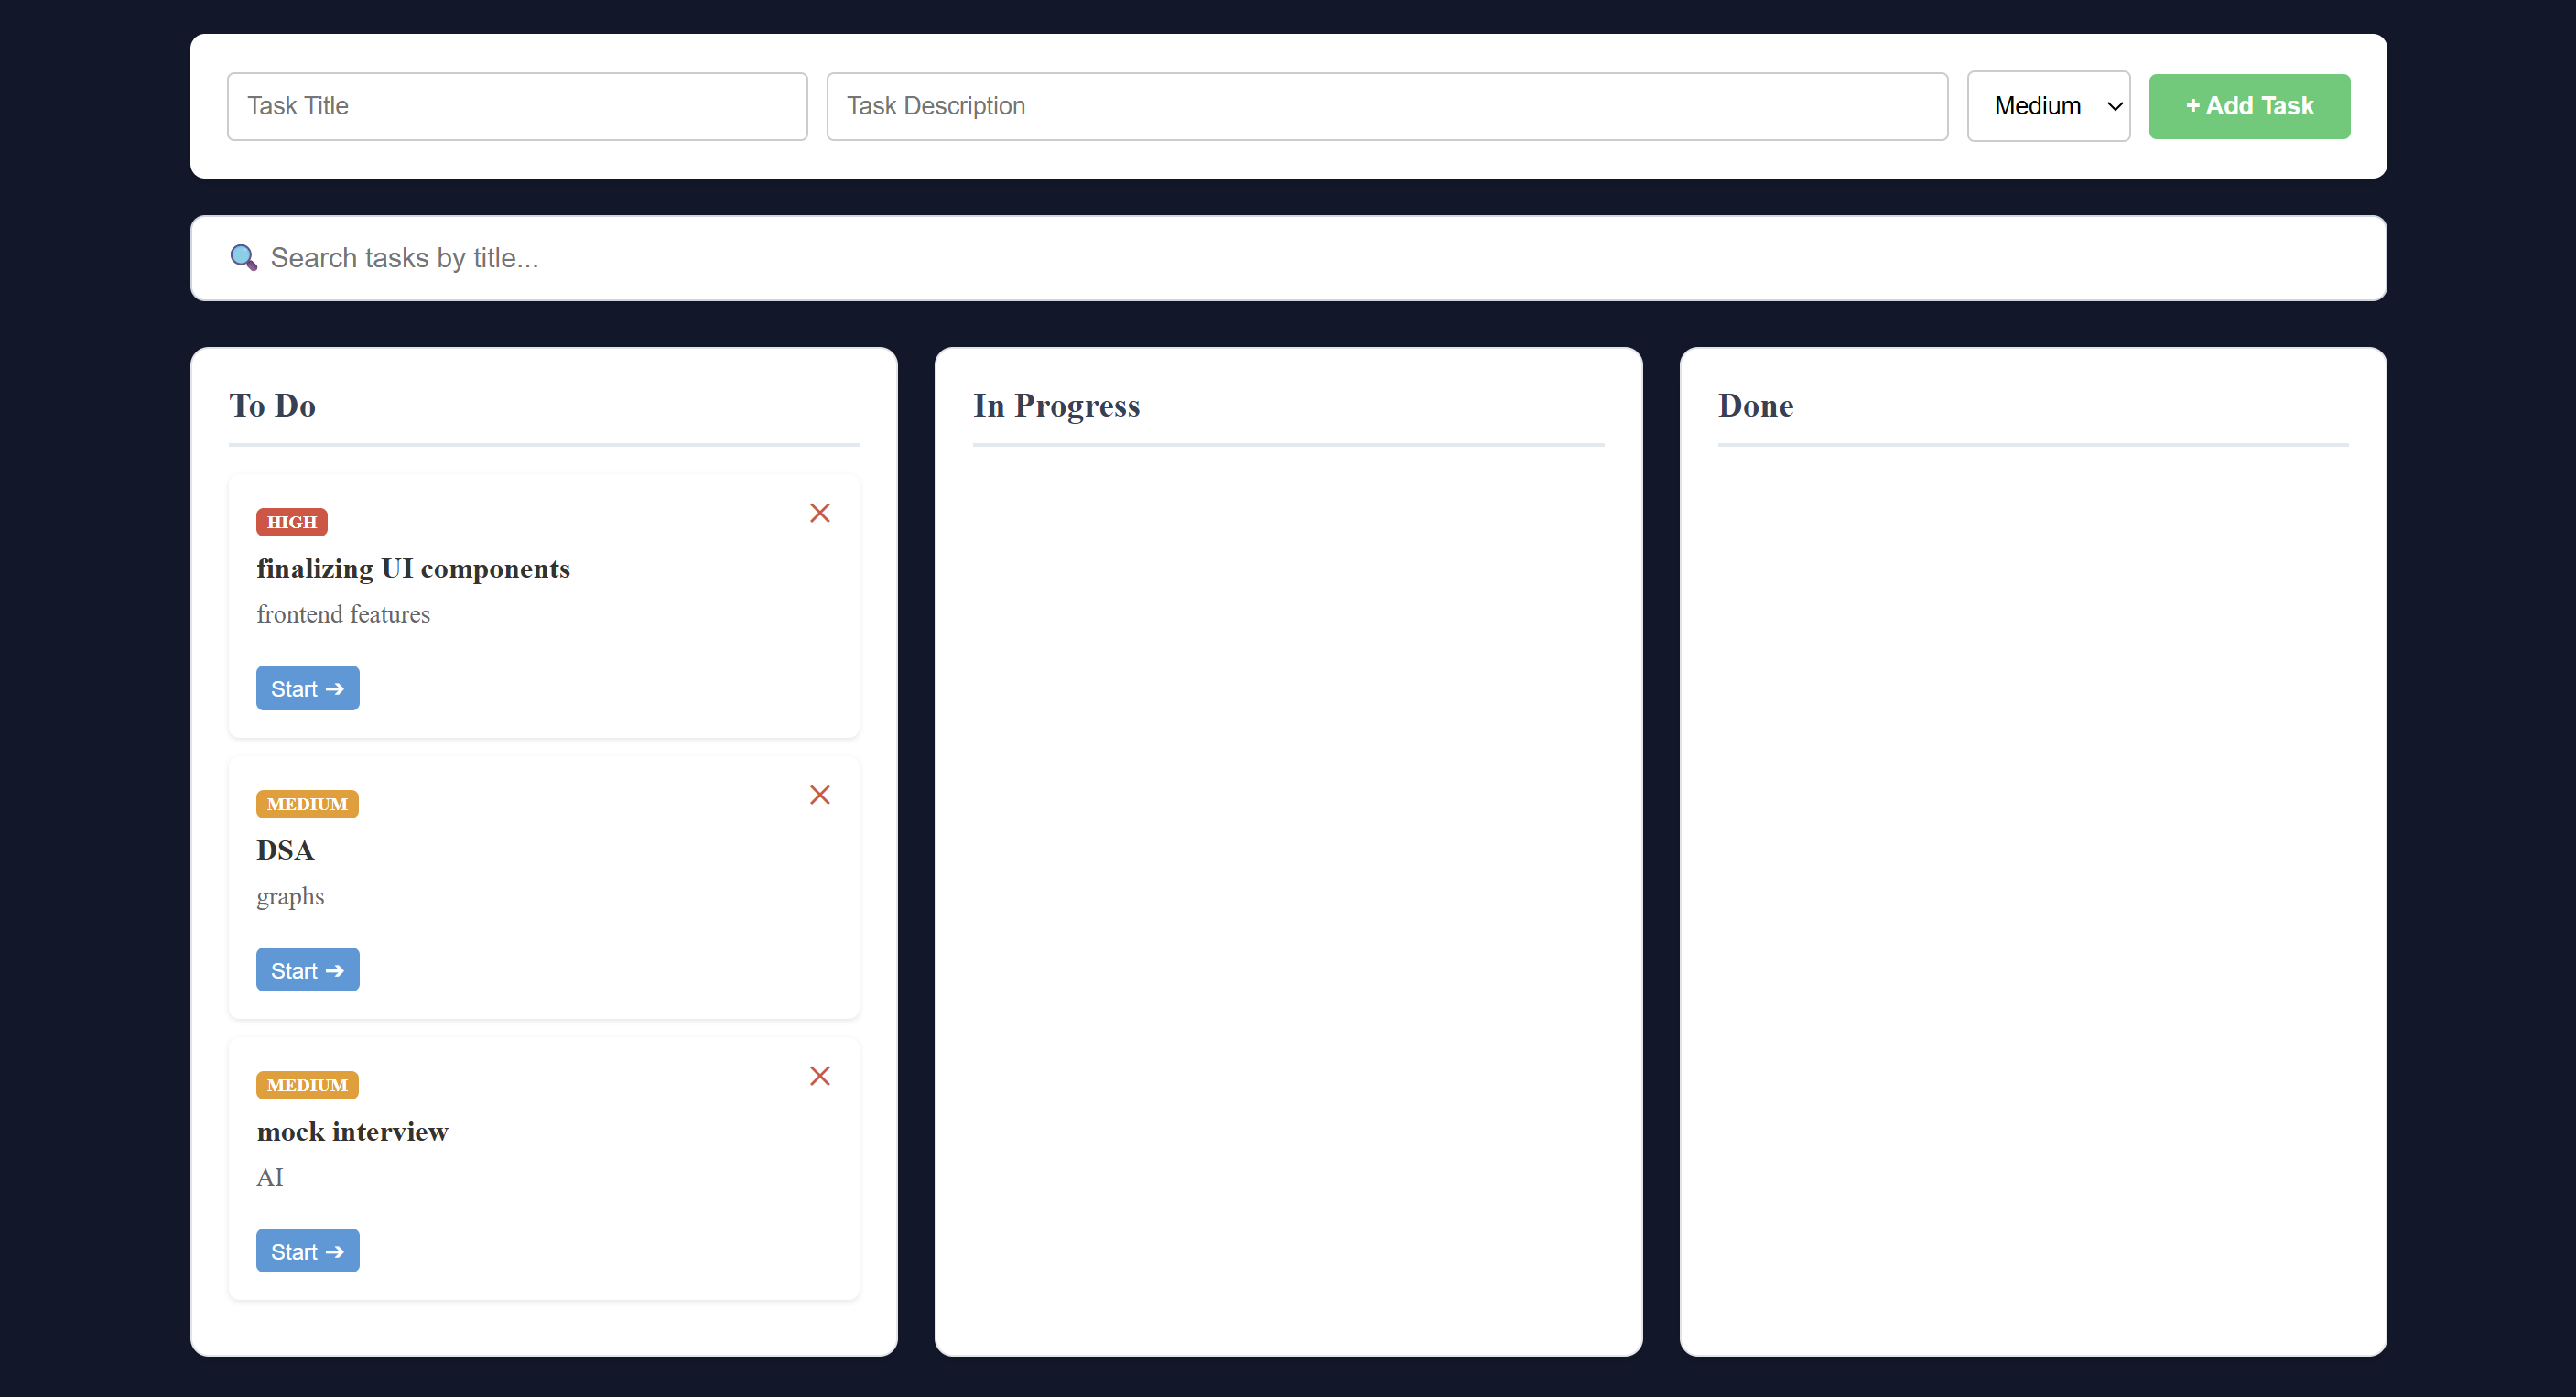 Task Title
Task Description
Medium
+ Add Task
🔍 Search tasks by title...
To Do
HIGH
finalizing UI components
frontend features
Start ➔
MEDIUM
DSA
graphs
Start ➔
MEDIUM
mock interview
AI
Start ➔
In Progress
Done